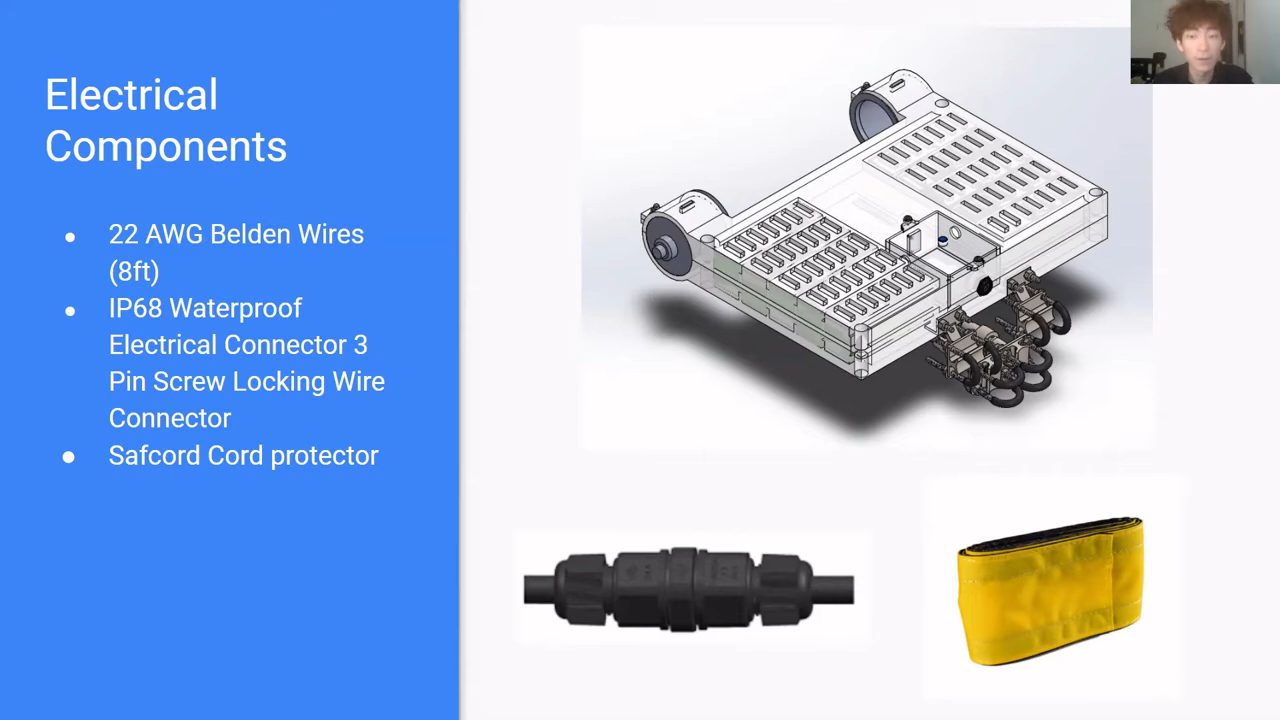 Electrical
Components
● 22 AWG Belden Wires
(8ft)
● IP68 Waterproof
Electrical Connector 3
Pin Screw Locking Wire
Connector
● Safcord Cord protector